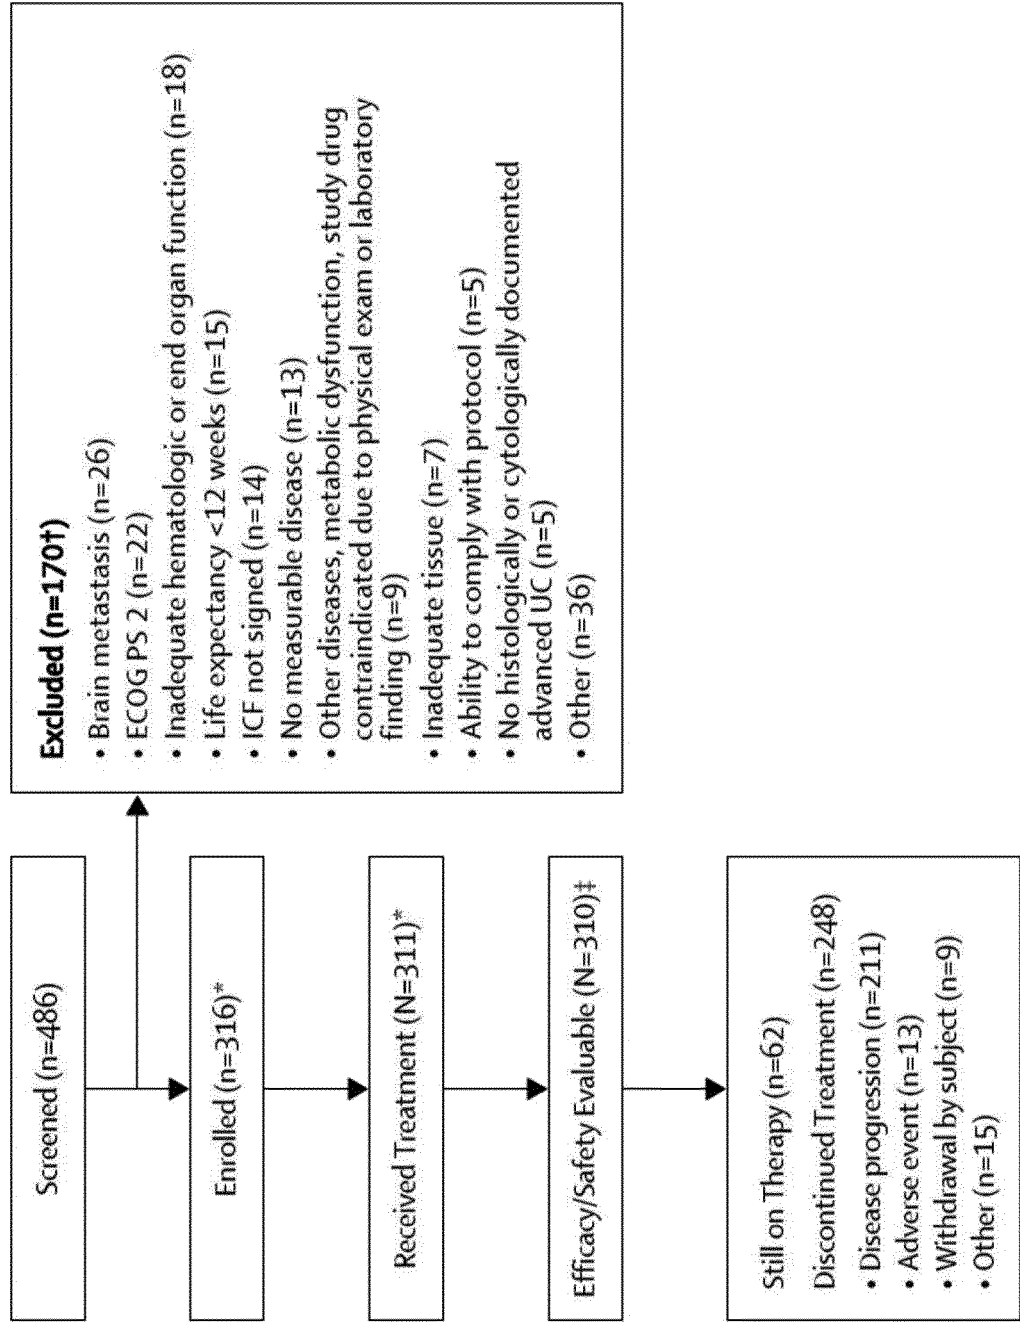 Screened (n=486)
Excluded (n=170†)
• Brain metastasis (n=26)
• ECOG PS 2 (n=22)
• Inadequate hematologic or end organ function (n=18)
• Life expectancy <12 weeks (n=15)
• ICF not signed (n=14)
• No measurable disease (n=13)
• Other diseases, metabolic dysfunction, study drug
contraindicated due to physical exam or laboratory
finding (n=9)
• Inadequate tissue (n=7)
• Ability to comply with protocol (n=5)
• No histologically or cytologically documented
advanced UC (n=5)
• Other (n=36)
Enrolled (n=316)*
Received Treatment (N=311)*
Efficacy/Safety Evaluable (N=310)‡
Still on Therapy (n=62)
Discontinued Treatment (n=248)
• Disease progression (n=211)
• Adverse event (n=13)
• Withdrawal by subject (n=9)
• Other (n=15)